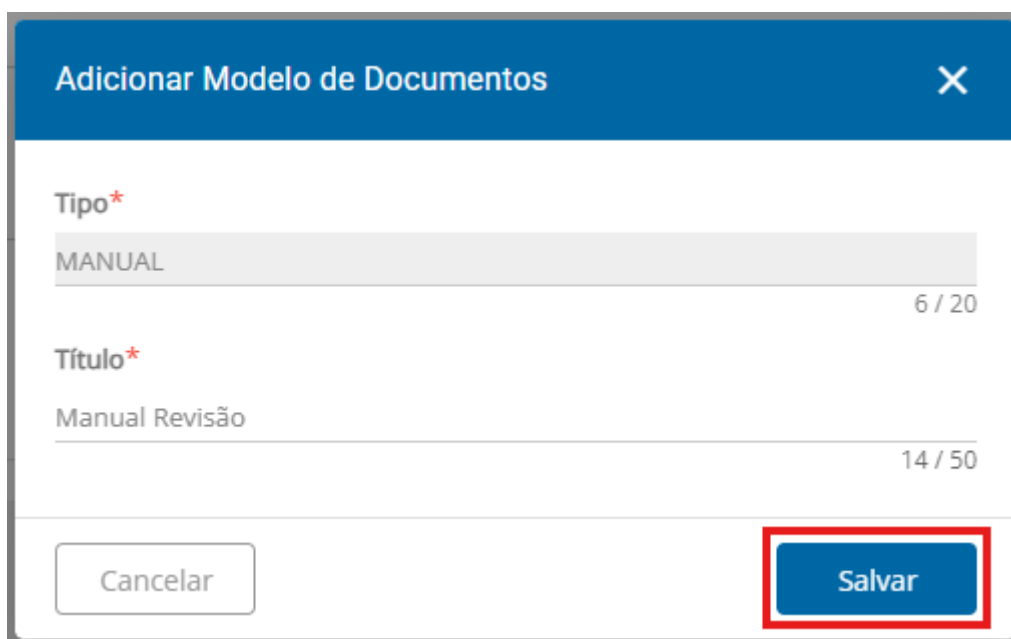 Adicionar Modelo de Documentos
Tipo*
MANUAL
6 / 20
Título*
Manual Revisão
14 / 50
Cancelar
Salvar